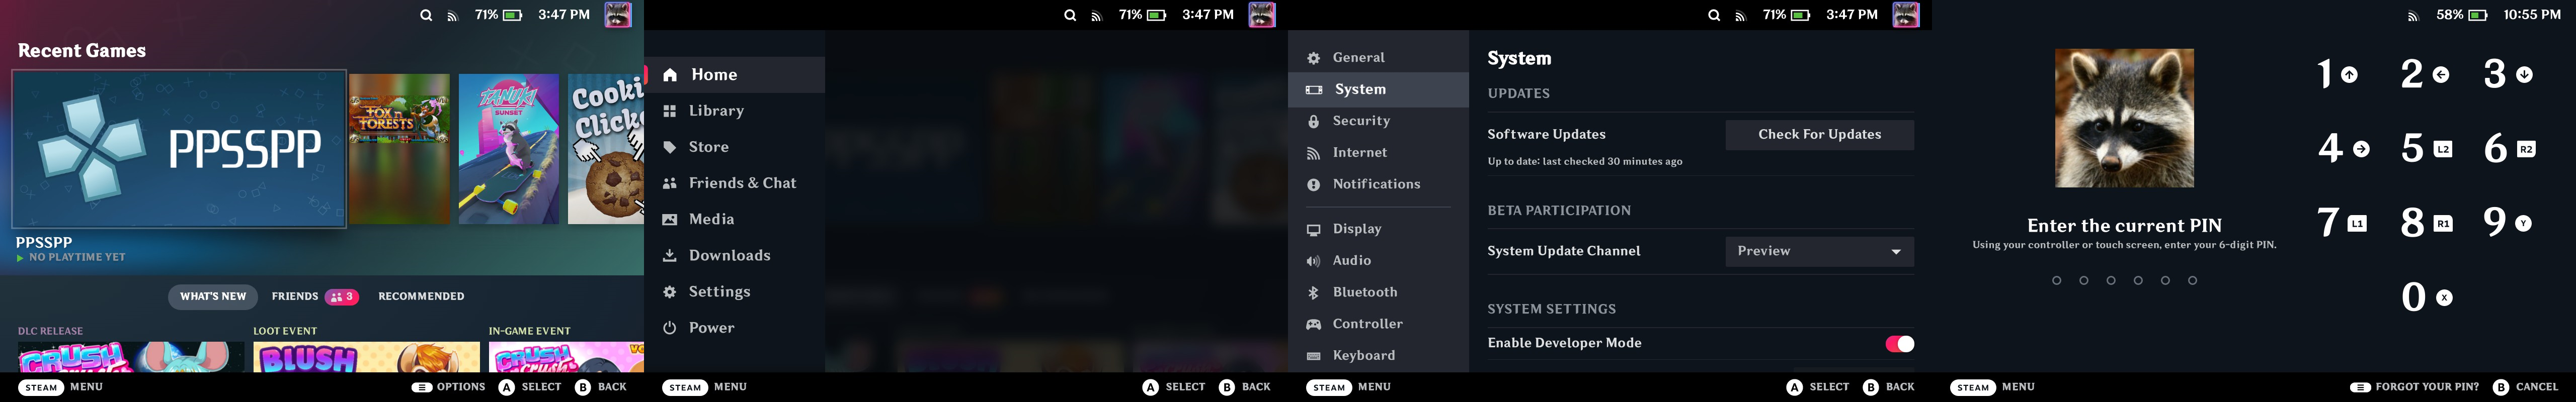 71% 3:47 PM
Recent Games
PPSSPP
FOX n FORESTS
TANUKI
SUNSET
PPSSPP
NO PLAYTIME YET
WHAT'S NEW
FRIENDS 3
RECOMMENDED
DLC RELEASE
LOOT EVENT
IN-GAME EVENT
CRUSH
BLUSH
CRUSH
STEAM MENU
OPTIONS A SELECT B BACK
71% 3:47 PM
Home
Library
Store
Friends & Chat
Media
Downloads
Settings
Power
STEAM MENU
A SELECT B BACK
71% 3:47 PM
General
System
Security
Internet
Notifications
Display
Audio
Bluetooth
Controller
Keyboard
System
UPDATES
Software Updates
Check For Updates
Up to date: last checked 30 minutes ago
BETA PARTICIPATION
System Update Channel
Preview
SYSTEM SETTINGS
Enable Developer Mode
STEAM MENU
A SELECT B BACK
58% 10:55 PM
Enter the current PIN
Using your controller or touch screen, enter your 6-digit PIN.
1 2 3
4 5 L2 6 R2
7 L1 8 R1 9 Y
0 X
STEAM MENU
FORGOT YOUR PIN? B CANCEL